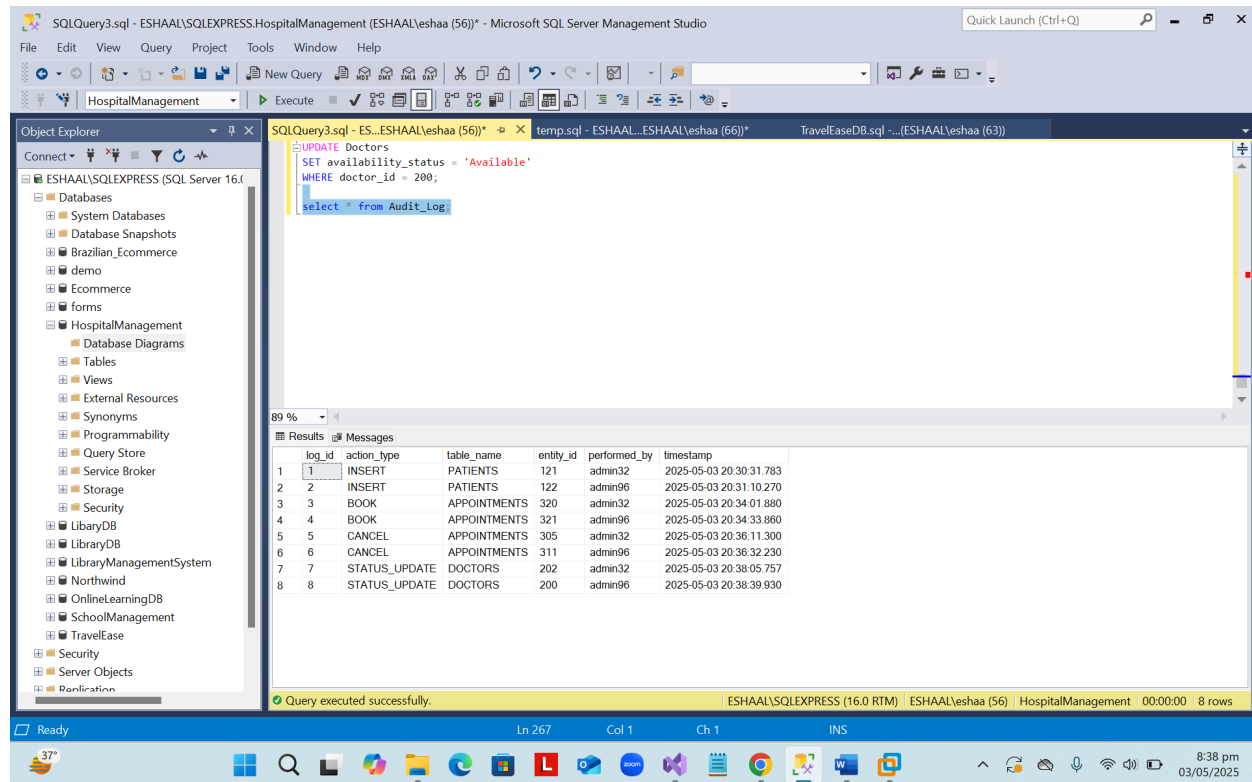 SQLQuery3.sql - ESHAAL\SQLEXPRESS.HospitalManagement (ESHAAL\eshaa (56))* - Microsoft SQL Server Management Studio
Quick Launch (Ctrl+Q)
File Edit View Query Project Tools Window Help
New Query MDX DMX XMLA DAX
HospitalManagement Execute
Object Explorer
SQLQuery3.sql - ES...ESHAAL\eshaa (56))* temp.sql - ESHAAL...ESHAAL\eshaa (66))* TravelEaseDB.sql -...(ESHAAL\eshaa (63))
Connect
ESHAAL\SQLEXPRESS (SQL Server 16.0
Databases
System Databases
Database Snapshots
Brazilian_Ecommerce
demo
Ecommerce
forms
HospitalManagement
Database Diagrams
Tables
Views
External Resources
Synonyms
Programmability
Query Store
Service Broker
Storage
Security
LibaryDB
LibraryDB
LibraryManagementSystem
Northwind
OnlineLearningDB
SchoolManagement
TravelEase
Security
Server Objects
Replication
UPDATE Doctors
SET availability_status = 'Available'
WHERE doctor_id = 200;
select * from Audit_Log;
89 %
Results Messages
log_id action_type table_name entity_id performed_by timestamp
1 1 INSERT PATIENTS 121 admin32 2025-05-03 20:30:31.783
2 2 INSERT PATIENTS 122 admin96 2025-05-03 20:31:10.270
3 3 BOOK APPOINTMENTS 320 admin32 2025-05-03 20:34:01.880
4 4 BOOK APPOINTMENTS 321 admin96 2025-05-03 20:34:33.860
5 5 CANCEL APPOINTMENTS 305 admin32 2025-05-03 20:36:11.300
6 6 CANCEL APPOINTMENTS 311 admin96 2025-05-03 20:36:32.230
7 7 STATUS_UPDATE DOCTORS 202 admin32 2025-05-03 20:38:05.757
8 8 STATUS_UPDATE DOCTORS 200 admin96 2025-05-03 20:38:39.930
Query executed successfully. ESHAAL\SQLEXPRESS (16.0 RTM) ESHAAL\eshaa (56) HospitalManagement 00:00:00 8 rows
Ready Ln 267 Col 1 Ch 1 INS
37°
L
zoom
W
8:38 pm
03/05/2025